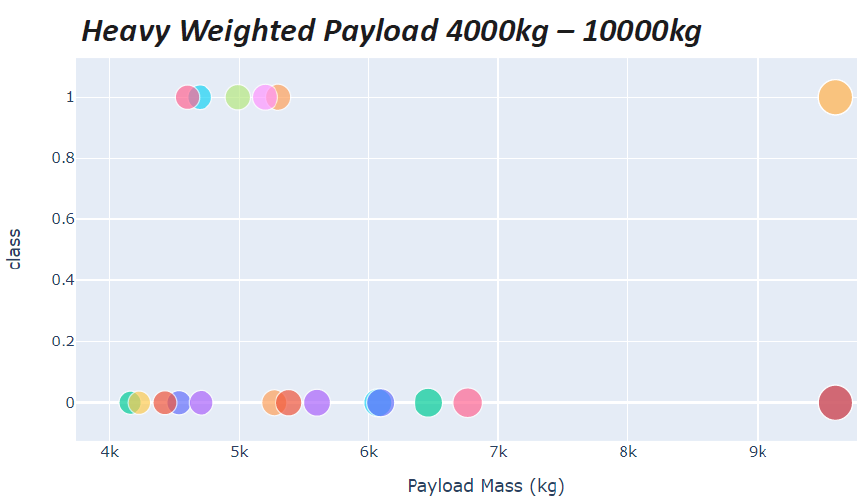 Heavy Weighted Payload 4000kg – 10000kg
1
0.8
0.6
0.4
0.2
0
class
4k 5k 6k 7k 8k 9k
Payload Mass (kg)